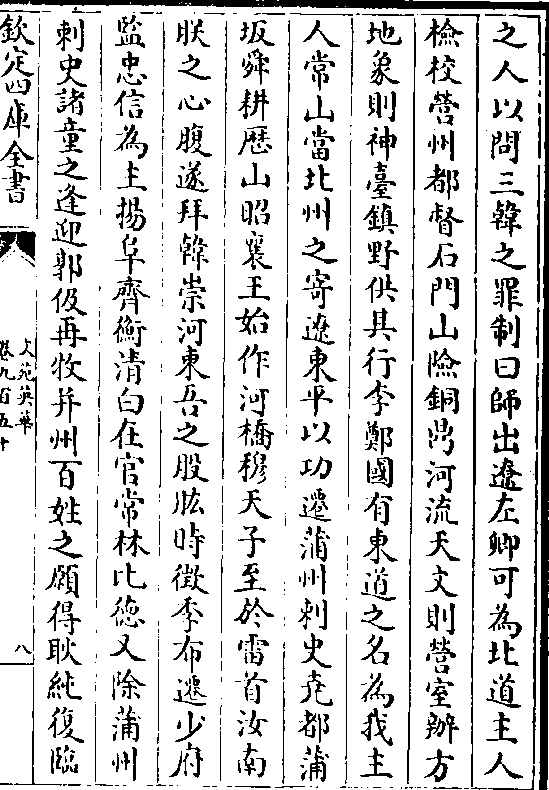 之人以問三韓之罪制曰師出遼左卿可為北道主人
檢校營州都督石門山險銅鼎河流天文則營室辦方
地象則神臺鎮野供其行李鄭國有東道之名為我主
人常山當北州之寄遼東平以功遷蒲州刺史堯都蒲
坂舜耕歴山昭襄王始作河橋穆天子至於雷首汝南
朕之心腹遂拜韓崇河東吾之股肱時徵季布遷少府
監忠信為主揚阜齊衡清白在官常林比徳又除蒲州
刺史諸童之逢迎郭伋再牧并州百姓之願得耿純復臨
欽定四庫全書
文苑英華
卷九百五十
八